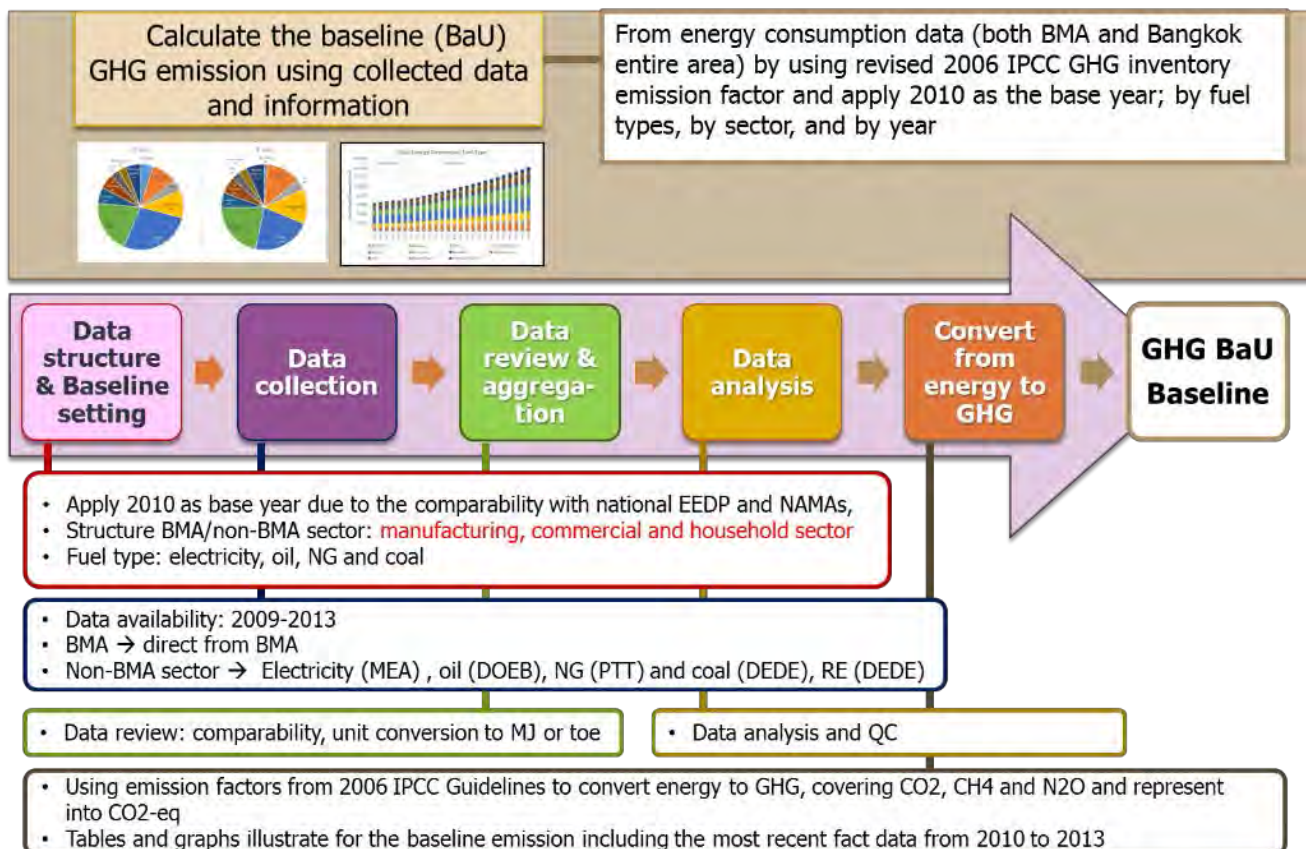 Calculate the baseline (BaU)
GHG emission using collected data
and information
From energy consumption data (both BMA and Bangkok
entire area) by using revised 2006 IPCC GHG inventory
emission factor and apply 2010 as the base year; by fuel
types, by sector, and by year
Data
structure
& Baseline
setting
Data
collection
Data
review &
aggrega-
tion
Data
analysis
Convert
from
energy to
GHG
GHG BaU
Baseline
• Apply 2010 as base year due to the comparability with national EEDP and NAMAs,
• Structure BMA/non-BMA sector: manufacturing, commercial and household sector
• Fuel type: electricity, oil, NG and coal
• Data availability: 2009-2013
• BMA → direct from BMA
• Non-BMA sector → Electricity (MEA) , oil (DOEB), NG (PTT) and coal (DEDE), RE (DEDE)
• Data review: comparability, unit conversion to MJ or toe
• Data analysis and QC
• Using emission factors from 2006 IPCC Guidelines to convert energy to GHG, covering CO2, CH4 and N2O and represent
into CO2-eq
• Tables and graphs illustrate for the baseline emission including the most recent fact data from 2010 to 2013